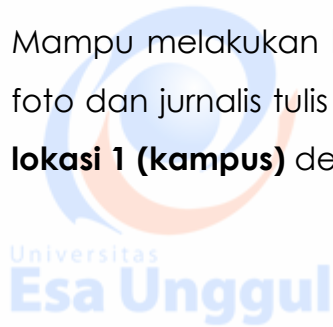 Mampu melakukan
foto dan jurnalis tulis
lokasi 1 (kampus) de
Universitas
Esa Unggul